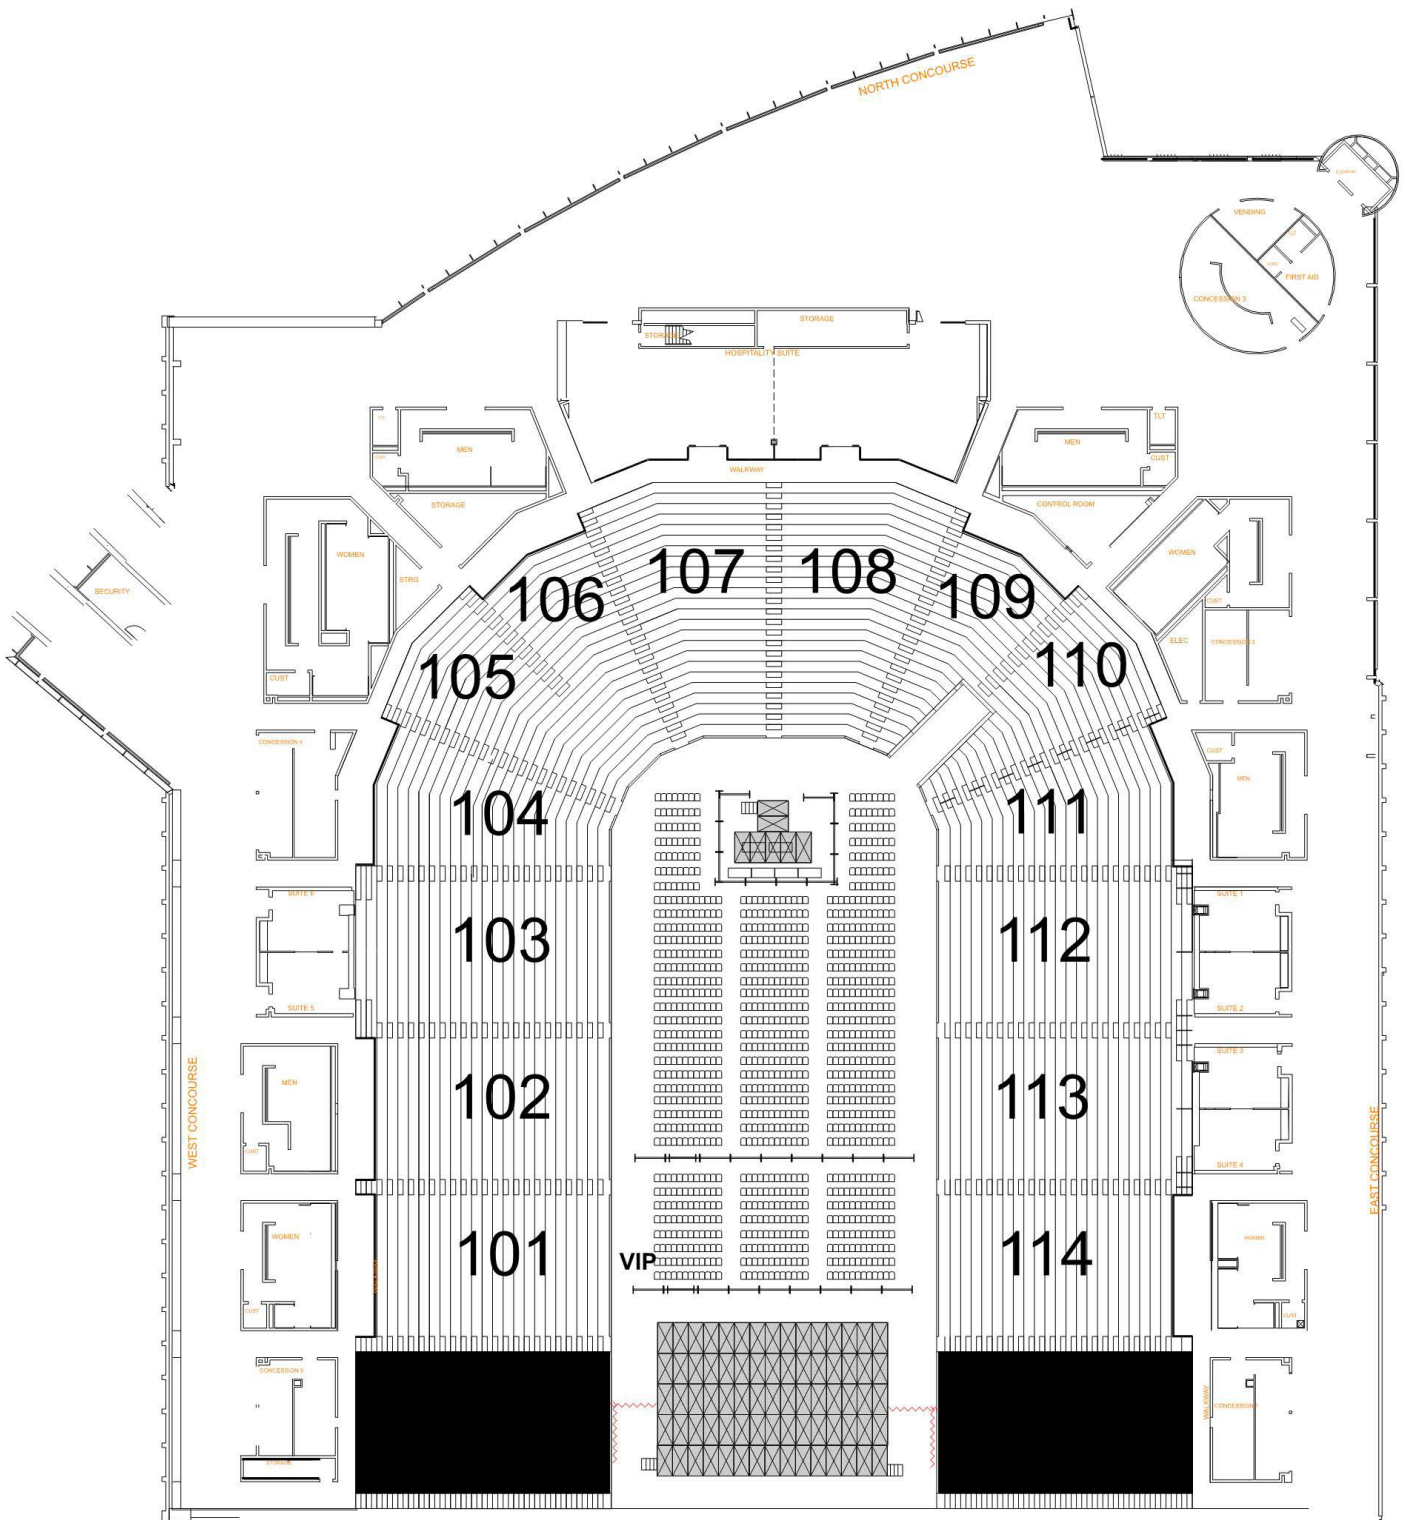 NORTH CONCOURSE
VENDING
FIRST AID
CONCESSION 3
STORAGE
STORAGE
HOSPITALITY SUITE
TLT
MEN
CUST
MEN
CUST
WALKWAY
STORAGE
CONTROL ROOM
WOMEN
STRG
WOMEN
SECURITY
CUST
ELEC
CONCESSION 2
CUST
107
108
106
109
105
110
CONCESSION 4
CUST
MEN
104
111
SUITE 6
SUITE 1
103
112
SUITE 5
SUITE 2
SUITE 3
MEN
102
113
CUST
SUITE 4
WEST CONCOURSE
EAST CONCOURSE
WOMEN
WOMEN
101
VIP
114
CUST
CUST
CONCESSION 5
WALKWAY
STORAGE